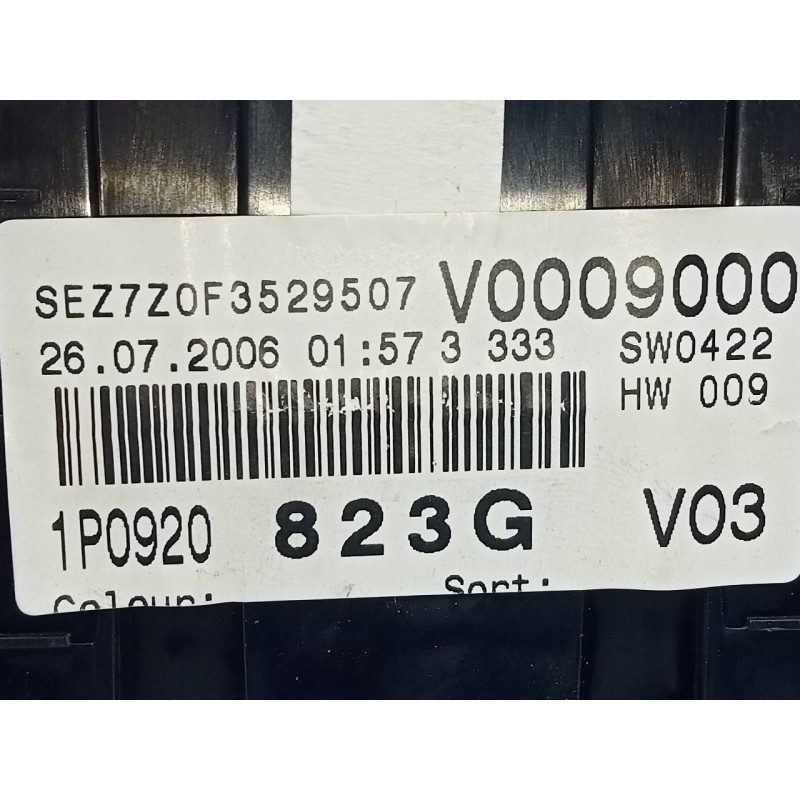 SEZ7Z0F3529507 V0009000
26.07.2006 01:57 3 333 SW0422
HW 009
1P0920 823G V03
Colour: Sort: